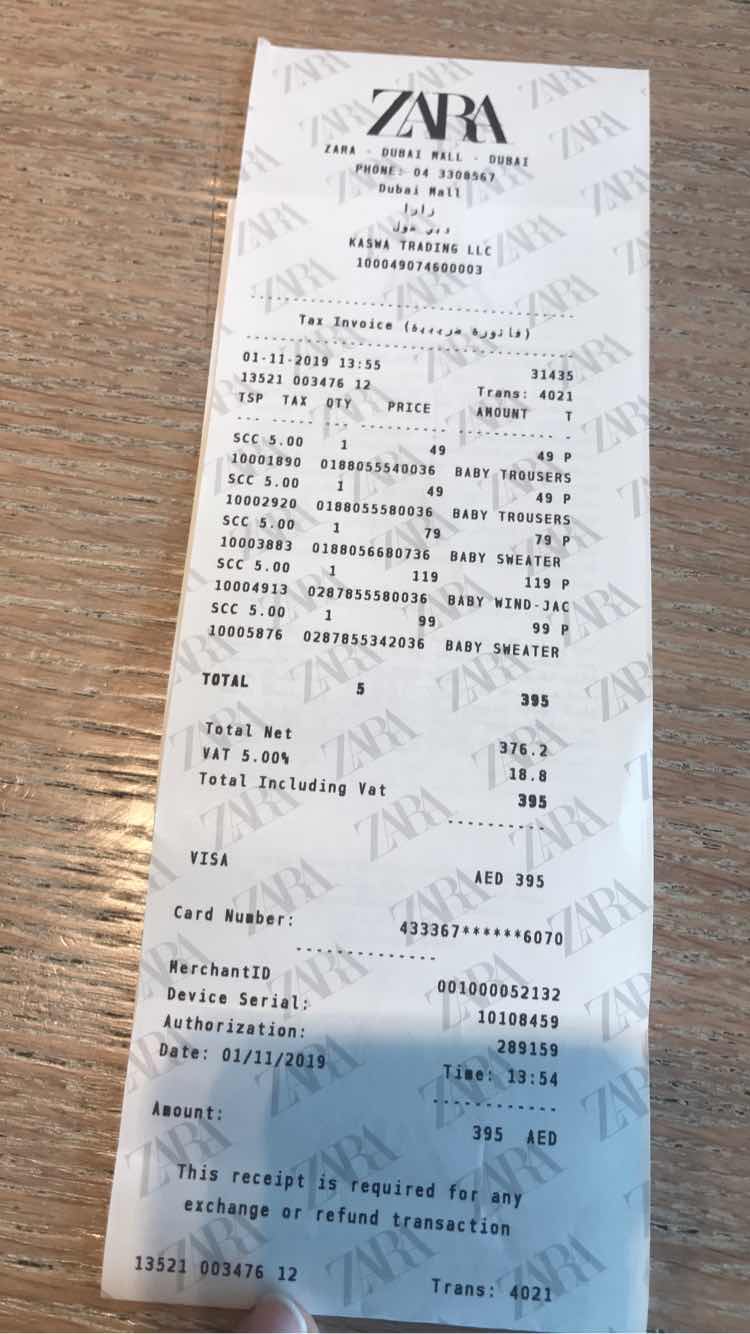 ZARA
ZARA - DUBAI MALL - DUBAI
PHONE: 04 3308567
Dubai Mall
زارا
دبي مول
KASWA TRADING LLC
100049074600003
Tax Invoice (فاتورة ضريبية)
01-11-2019 13:55 31435
13521 003476 12 Trans: 4021
TSP TAX QTY PRICE AMOUNT T
SCC 5.00 1 49 49 P
10001890 0188055540036 BABY TROUSERS
SCC 5.00 1 49 49 P
10002920 0188055580036 BABY TROUSERS
SCC 5.00 1 79 79 P
10003883 0188056680736 BABY SWEATER
SCC 5.00 1 119 119 P
10004913 0287855580036 BABY WIND-JAC
SCC 5.00 1 99 99 P
10005876 0287855342036 BABY SWEATER
TOTAL 5 395
Total Net 376.2
VAT 5.00% 18.8
Total Including Vat 395
VISA AED 395
Card Number: 433367******6070
MerchantID 001000052132
Device Serial: 10108459
Authorization: 289159
Date: 01/11/2019 Time: 13:54
Amount: 395 AED
This receipt is required for any
exchange or refund transaction
13521 003476 12 Trans: 4021